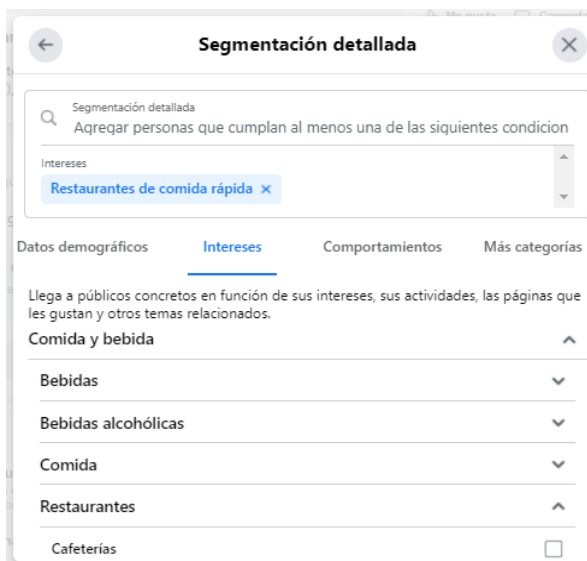 Me gusta
Segmentación detallada
Segmentación detallada
Agregar personas que cumplan al menos una de las siguientes condicion
Intereses
Restaurantes de comida rápida ×
Datos demográficos
Intereses
Comportamientos
Más categorías
Llega a públicos concretos en función de sus intereses, sus actividades, las páginas que
les gustan y otros temas relacionados.
Comida y bebida
Bebidas
Bebidas alcohólicas
Comida
Restaurantes
Cafeterías